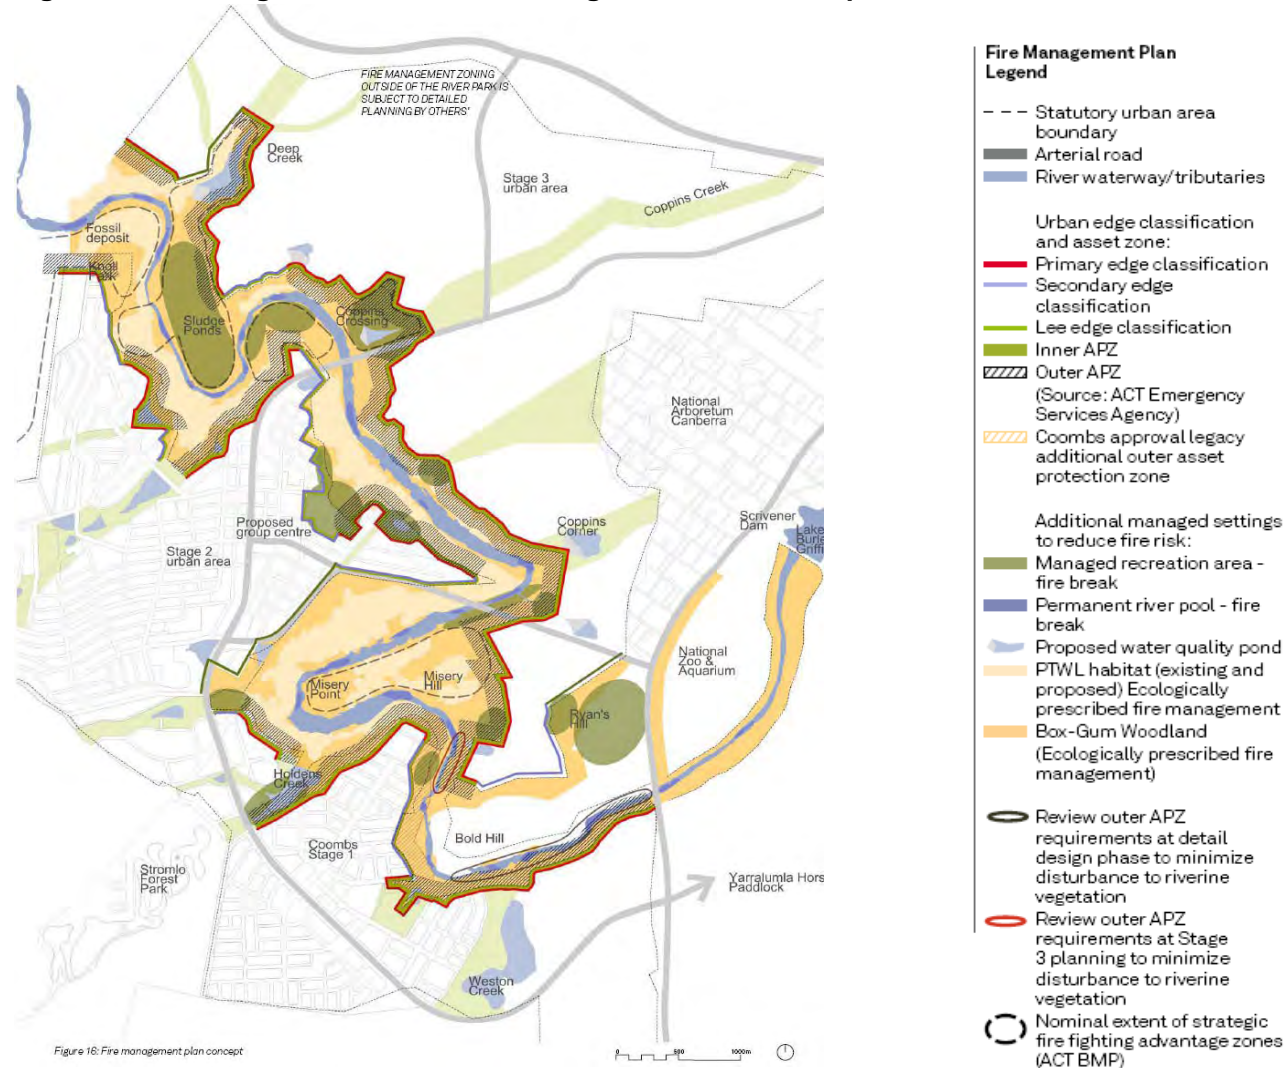 FIRE MANAGEMENT ZONING
OUTSIDE OF THE RIVER PARK IS
SUBJECT TO DETAILED
PLANNING BY OTHERS'
Deep
Creek
Stage 3
urban area
Coppins Creek
Fossil
deposit
Knoll
Park
Sludge
Ponds
Coppins
Crossing
National
Arboretum
Canberra
Proposed
group centre
Coppins
Corner
Scrivener
Dam
Lake
Burle
Griffi
Stage 2
urban area
National
Zoo &
Aquarium
Misery
Point
Misery
Hill
Ryan's
Hill
Holdens
Creek
Coombs
Stage 1
Bold Hill
Stromlo
Forest
Park
Yarralumla Hors
Paddlock
Weston
Creek
Figure 16: Fire management plan concept
0 500 1000m
Fire Management Plan
Legend
Statutory urban area
boundary
Arterial road
River waterway/tributaries
Urban edge classification
and asset zone:
Primary edge classification
Secondary edge
classification
Lee edge classification
Inner APZ
Outer APZ
(Source: ACT Emergency
Services Agency)
Coombs approval legacy
additional outer asset
protection zone
Additional managed settings
to reduce fire risk:
Managed recreation area -
fire break
Permanent river pool - fire
break
Proposed water quality pond
PTWL habitat (existing and
proposed) Ecologically
prescribed fire management
Box-Gum Woodland
(Ecologically prescribed fire
management)
Review outer APZ
requirements at detail
design phase to minimize
disturbance to riverine
vegetation
Review outer APZ
requirements at Stage
3 planning to minimize
disturbance to riverine
vegetation
Nominal extent of strategic
fire fighting advantage zones
(ACT BMP)